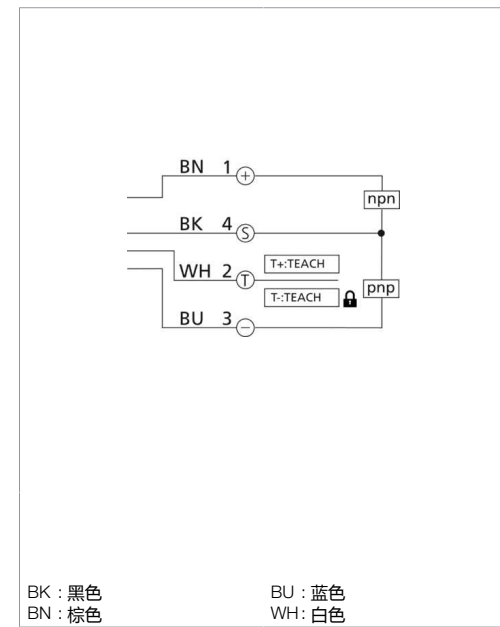 BN 1 +
npn
BK 4 S
T+:TEACH
WH 2 T
T-:TEACH
pnp
BU 3 −
BK : 黑色 BU : 蓝色
BN : 棕色 WH : 白色